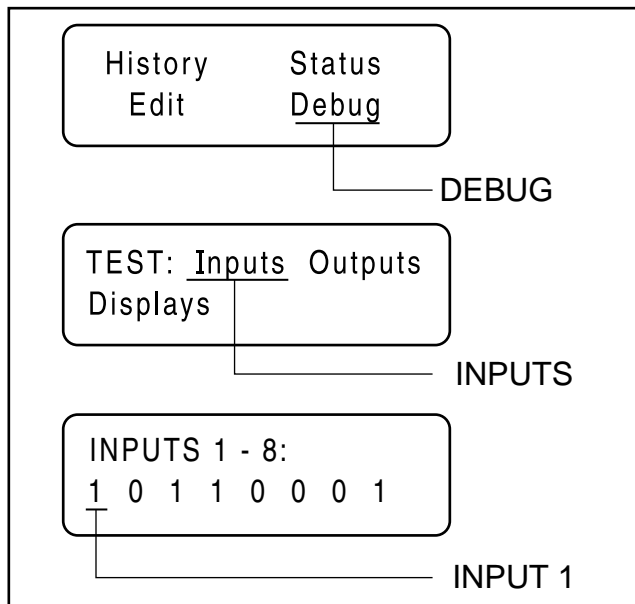 History Status
Edit Debug
DEBUG
TEST: Inputs Outputs
Displays
INPUTS
INPUTS 1 - 8:
1 0 1 1 0 0 0 1
INPUT 1